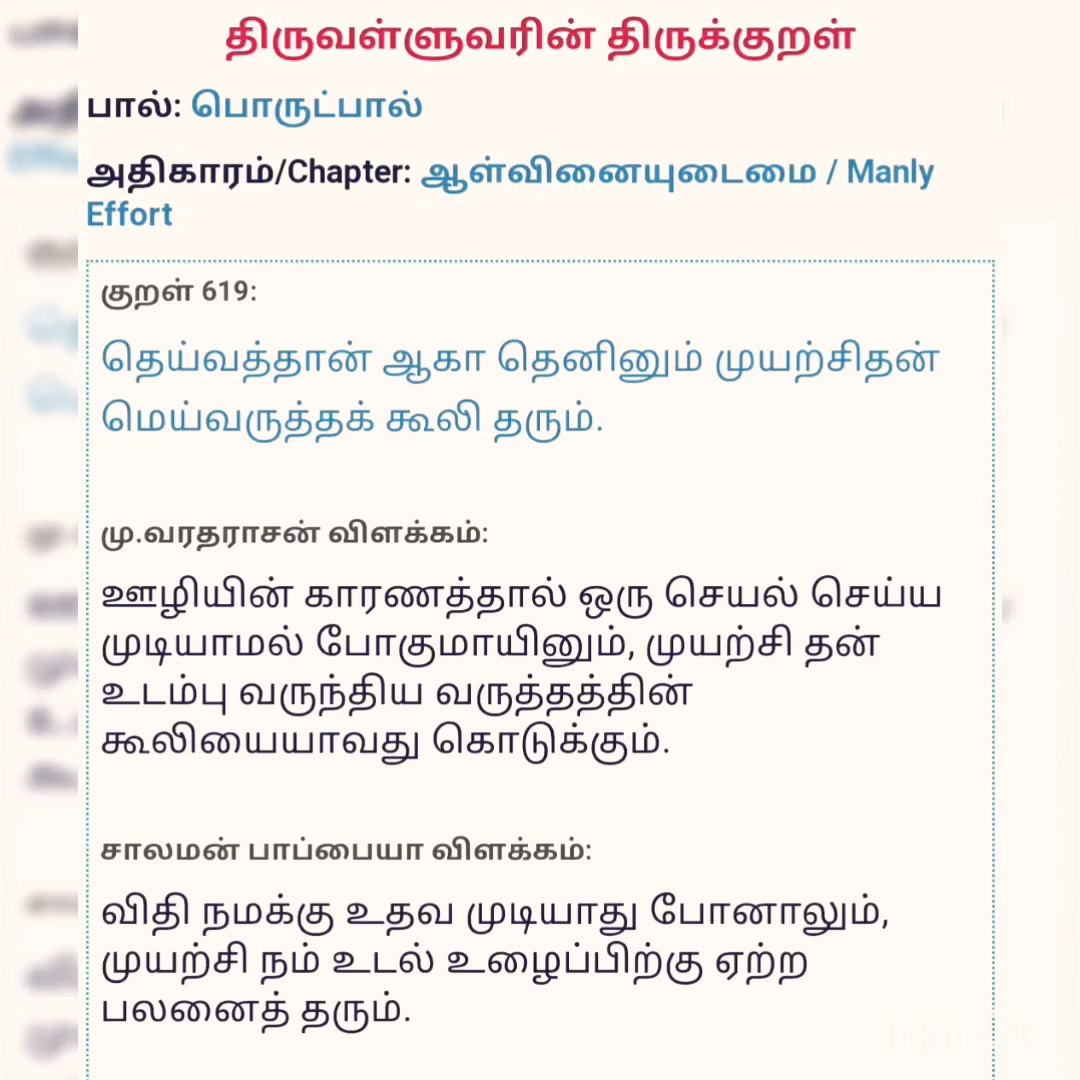 திருவள்ளுவரின் திருக்குறள்
பால்: பொருட்பால்
அதிகாரம்/Chapter: ஆள்வினையுடைமை / Manly
Effort
குறள் 619:
தெய்வத்தான் ஆகா தெனினும் முயற்சிதன்
மெய்வருத்தக் கூலி தரும்.
மு.வரதராசன் விளக்கம்:
ஊழியின் காரணத்தால் ஒரு செயல் செய்ய
முடியாமல் போகுமாயினும், முயற்சி தன்
உடம்பு வருந்திய வருத்தத்தின்
கூலியையாவது கொடுக்கும்.
சாலமன் பாப்பையா விளக்கம்:
விதி நமக்கு உதவ முடியாது போனாலும்,
முயற்சி நம் உடல் உழைப்பிற்கு ஏற்ற
பலனைத் தரும்.